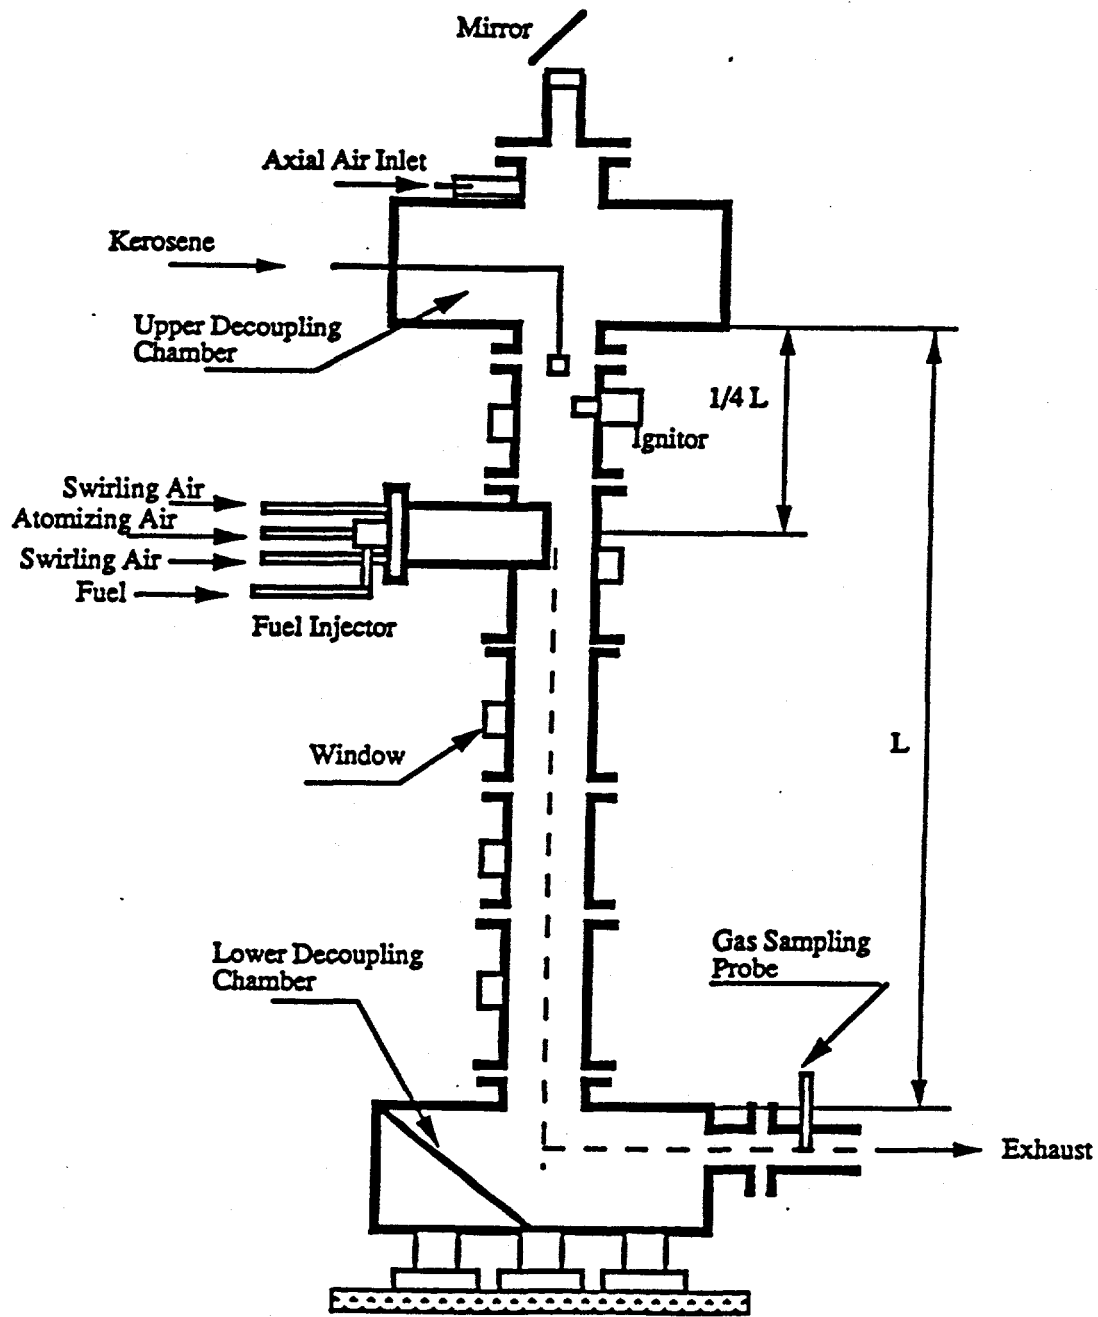 Mirror
Axial Air Inlet
Kerosene
Upper Decoupling
Chamber
1/4 L
Ignitor
Swirling Air
Atomizing Air
Swirling Air
Fuel
Fuel Injector
Window
L
Lower Decoupling
Chamber
Gas Sampling
Probe
Exhaust